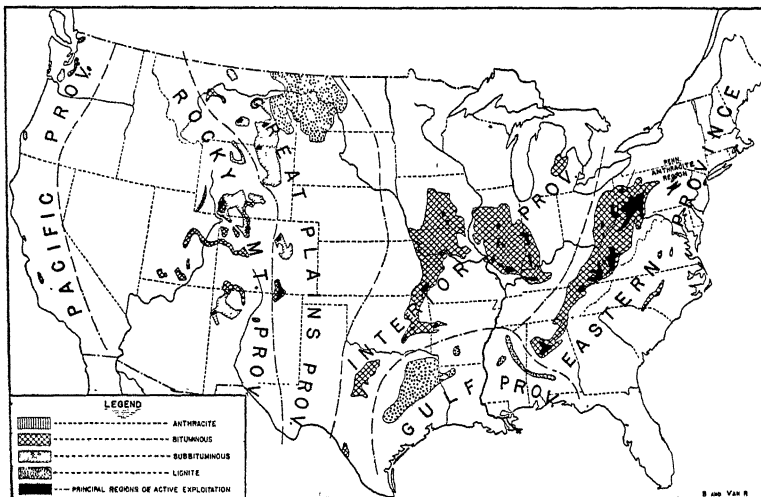 PACIFIC PROV.
ROCKY MT. PROV.
GREAT PLAINS PROV.
INTERIOR PROV.
GULF PROV.
EASTERN PROVINCE
PENN.
ANTHRACITE
REGION
LEGEND
ANTHRACITE
BITUMINOUS
SUBBITUMINOUS
LIGNITE
PRINCIPAL REGIONS OF ACTIVE EXPLOITATION
B AND VAN R